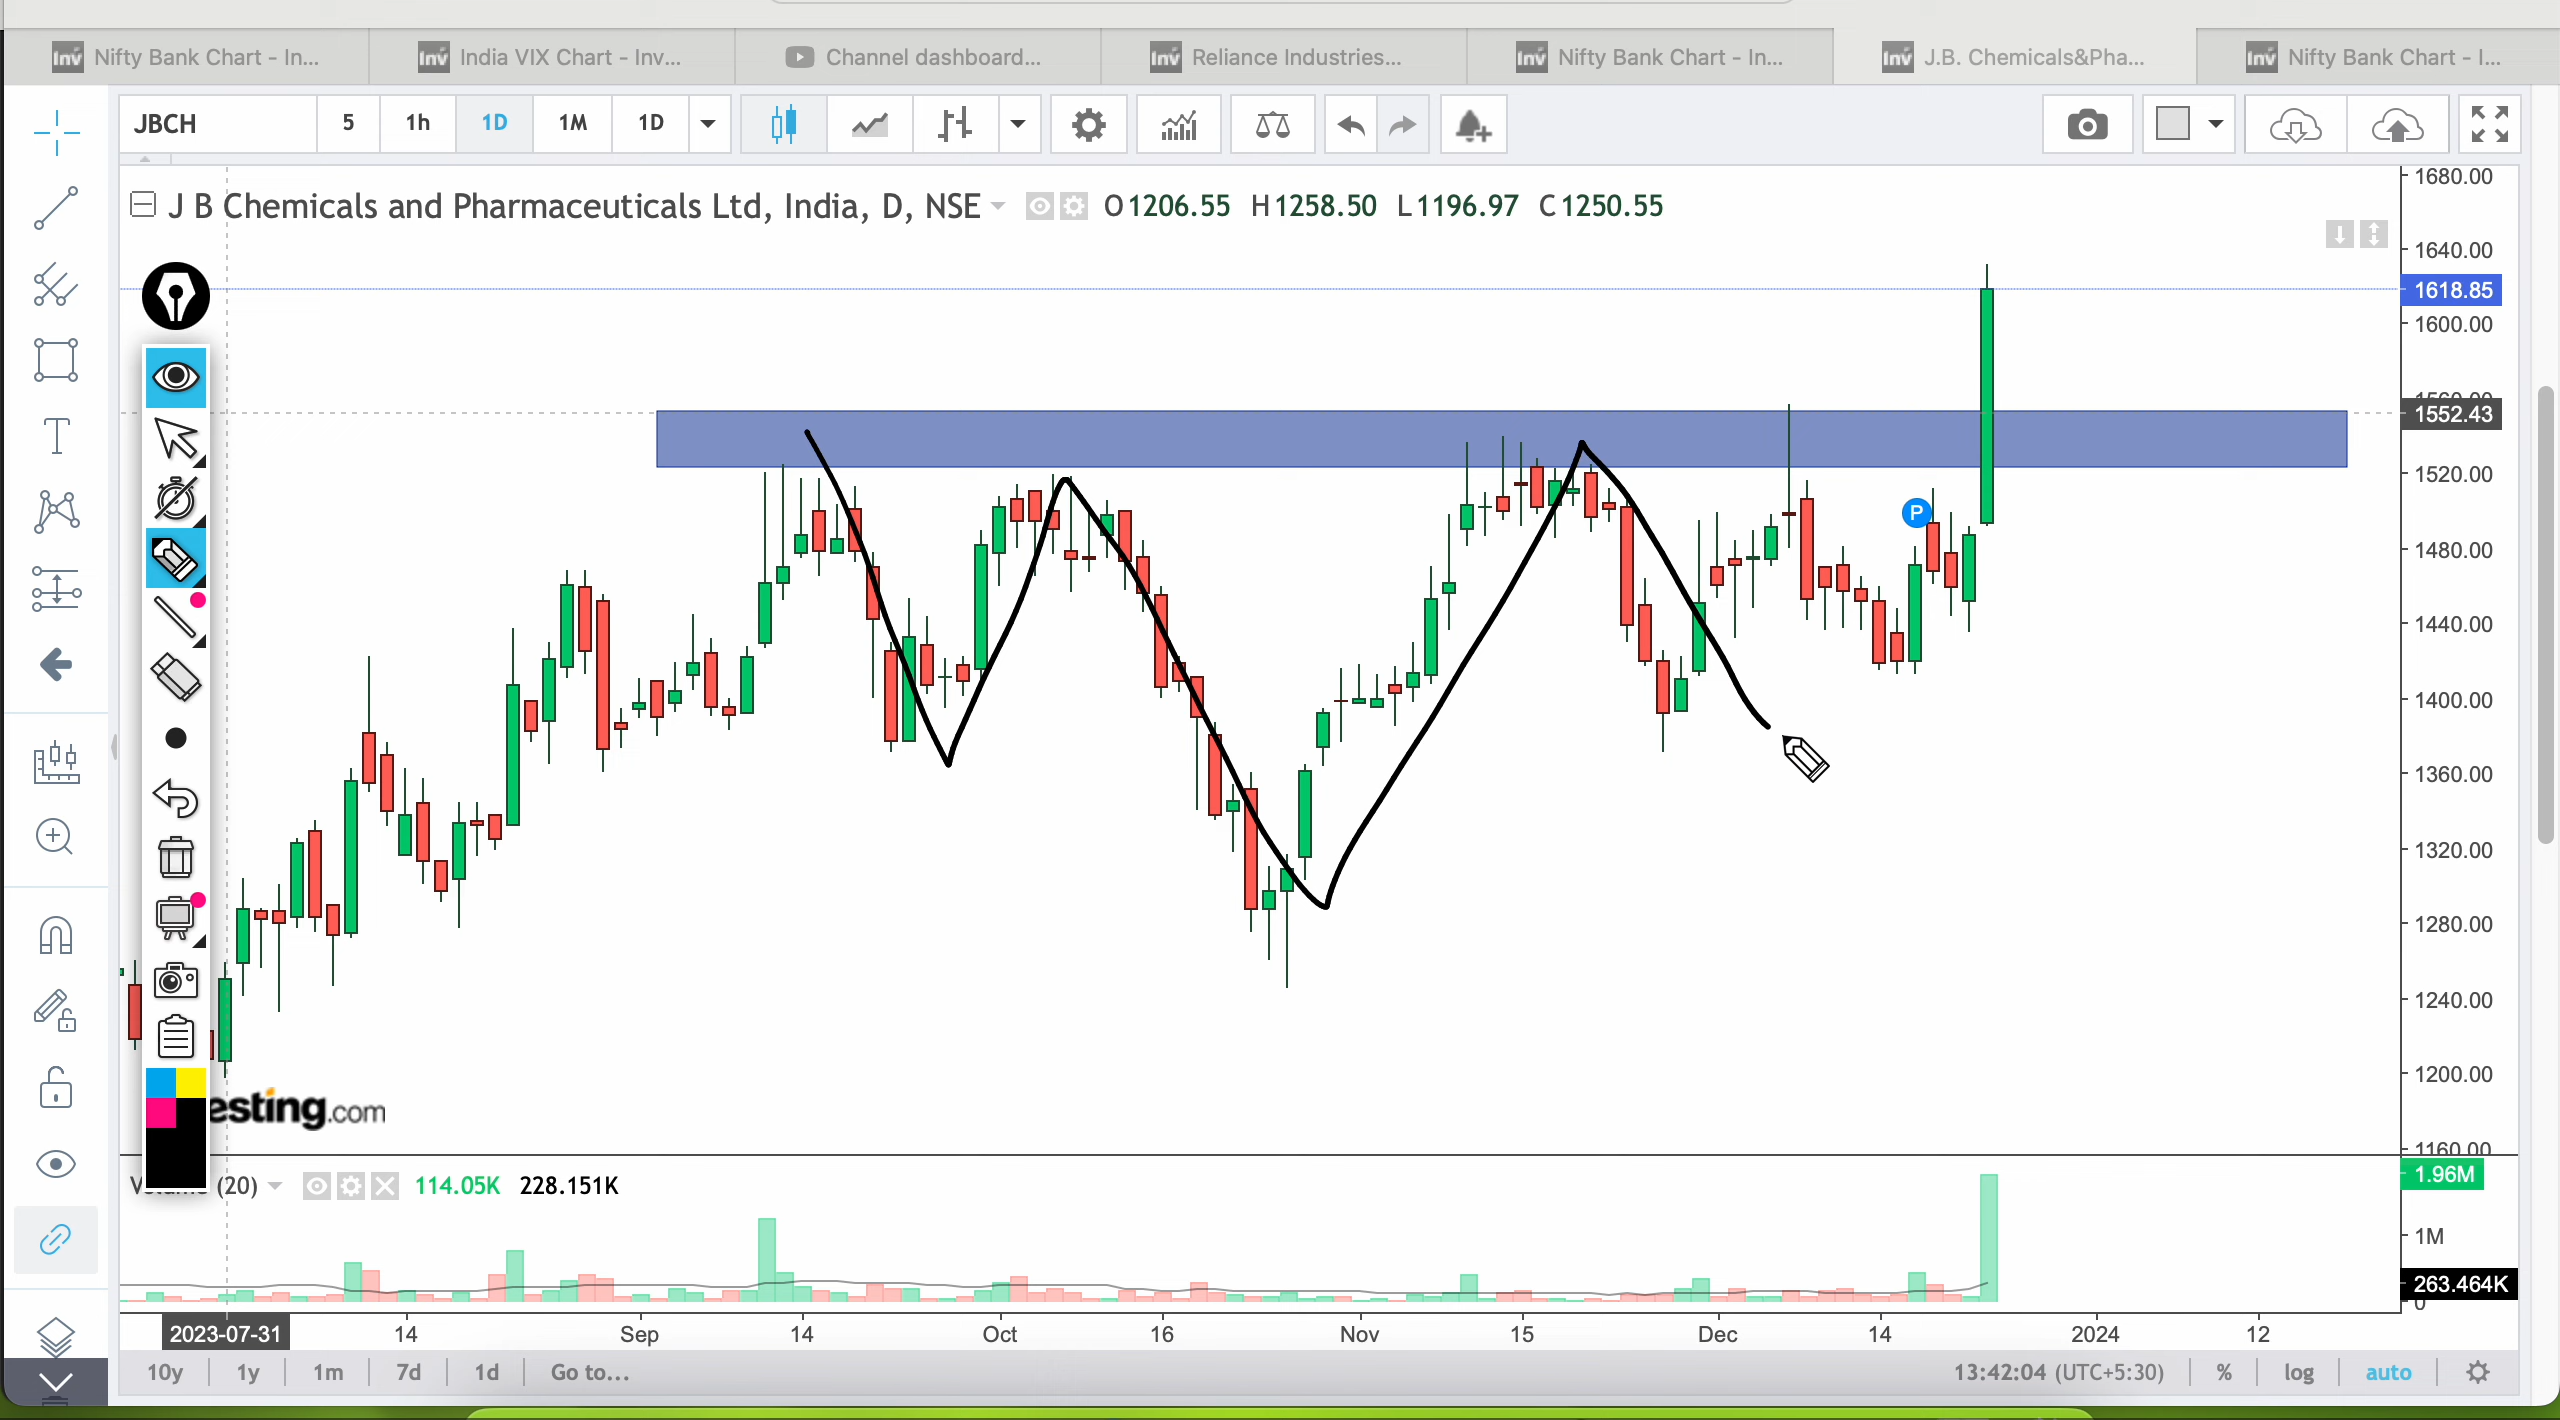 Nifty Bank Chart - In...
India VIX Chart - Inv...
Channel dashboard...
Reliance Industries...
Nifty Bank Chart - In...
J.B. Chemicals&Pha...
Nifty Bank Chart - I...
JBCH 5 1h 1D 1M 1D
J B Chemicals and Pharmaceuticals Ltd, India, D, NSE O1206.55 H1258.50 L1196.97 C1250.55
1680.00
1640.00
1618.85
1600.00
1552.43
1520.00
P
1480.00
1440.00
1400.00
1360.00
1320.00
1280.00
1240.00
1200.00
1160.00
esting.com
(20) 114.05K 228.151K
1.96M
1M
263.464K
0
2023-07-31 14 Sep 14 Oct 16 Nov 15 Dec 14 2024 12
10y 1y 1m 7d 1d Go to... 13:42:04 (UTC+5:30) % log auto